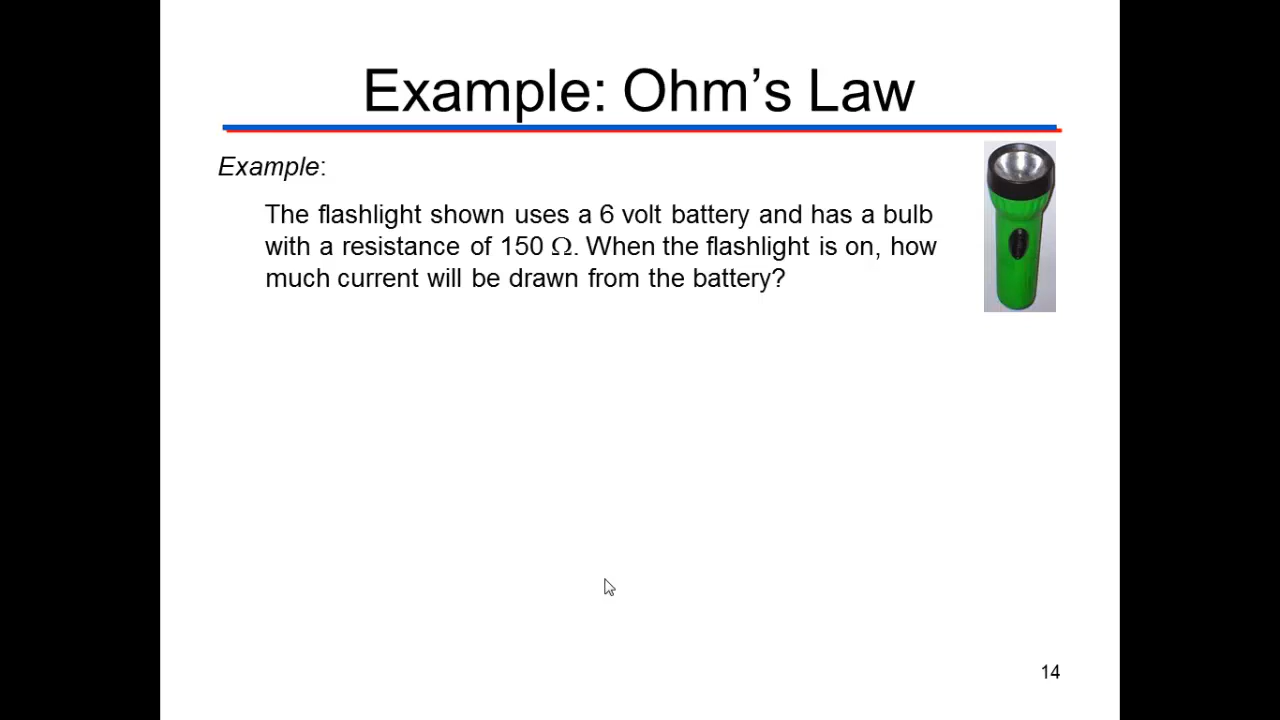 Example: Ohm’s Law
Example:
The flashlight shown uses a 6 volt battery and has a bulb
with a resistance of 150 Ω. When the flashlight is on, how
much current will be drawn from the battery?
14